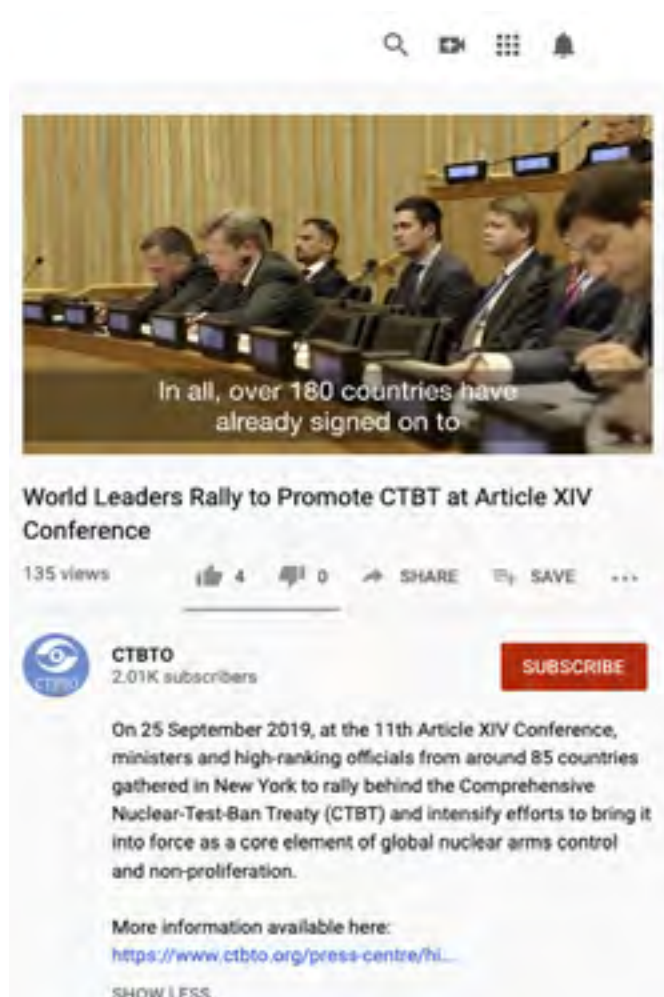 In all, over 180 countries have
already signed on to
World Leaders Rally to Promote CTBT at Article XIV
Conference
135 views 4 0 SHARE SAVE
CTBTO
CTBTO
2.01K subscribers
SUBSCRIBE
On 25 September 2019, at the 11th Article XIV Conference,
ministers and high-ranking officials from around 85 countries
gathered in New York to rally behind the Comprehensive
Nuclear-Test-Ban Treaty (CTBT) and intensify efforts to bring it
into force as a core element of global nuclear arms control
and non-proliferation.
More information available here:
https://www.ctbto.org/press-centre/hi...
SHOW LESS